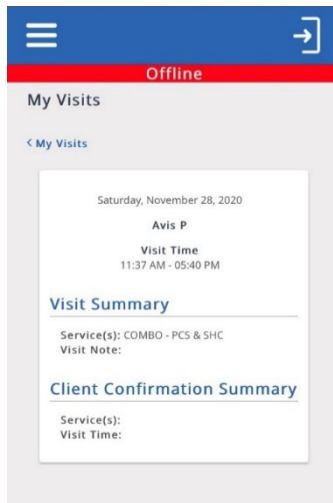 Offline
My Visits
< My Visits
Saturday, November 28, 2020
Avis P
Visit Time
11:37 AM - 05:40 PM
Visit Summary
Service(s): COMBO - PCS & SHC
Visit Note:
Client Confirmation Summary
Service(s):
Visit Time: